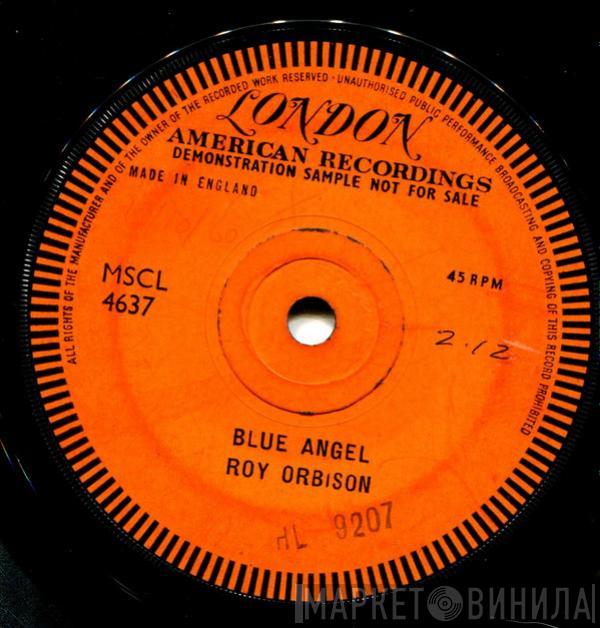 ALL RIGHTS OF THE MANUFACTURER AND OF THE OWNER OF THE RECORDED WORK RESERVED · UNAUTHORISED PUBLIC PERFORMANCE BROADCASTING AND COPYING OF THIS RECORD PROHIBITED
LONDON
AMERICAN RECORDINGS
DEMONSTRATION SAMPLE NOT FOR SALE
MADE IN ENGLAND
MSCL
4637
45 RPM
2.12
BLUE ANGEL
ROY ORBISON
HL 9207
МАРКЕТ ВИНИЛА